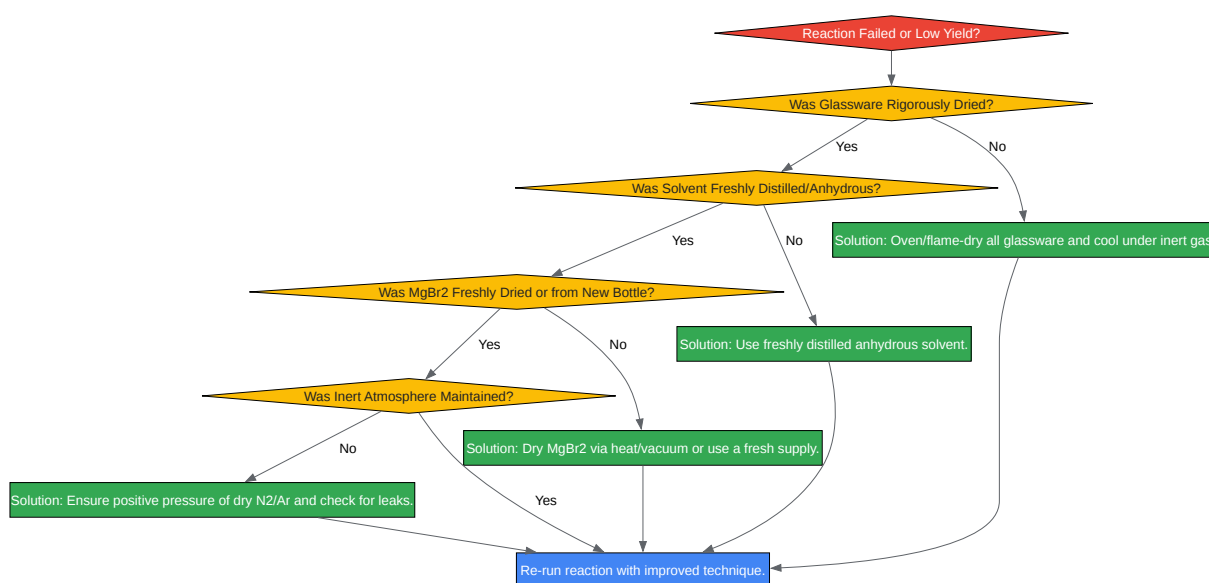 Reaction Failed or Low Yield?
Was Glassware Rigorously Dried?
Yes
No
Was Solvent Freshly Distilled/Anhydrous?
Yes
No
Solution: Oven/flame-dry all glassware and cool under inert gas
Was MgBr2 Freshly Dried or from New Bottle?
Yes
No
Solution: Use freshly distilled anhydrous solvent.
Was Inert Atmosphere Maintained?
No
Solution: Dry MgBr2 via heat/vacuum or use a fresh supply.
Solution: Ensure positive pressure of dry N2/Ar and check for leaks.
Yes
Re-run reaction with improved technique.